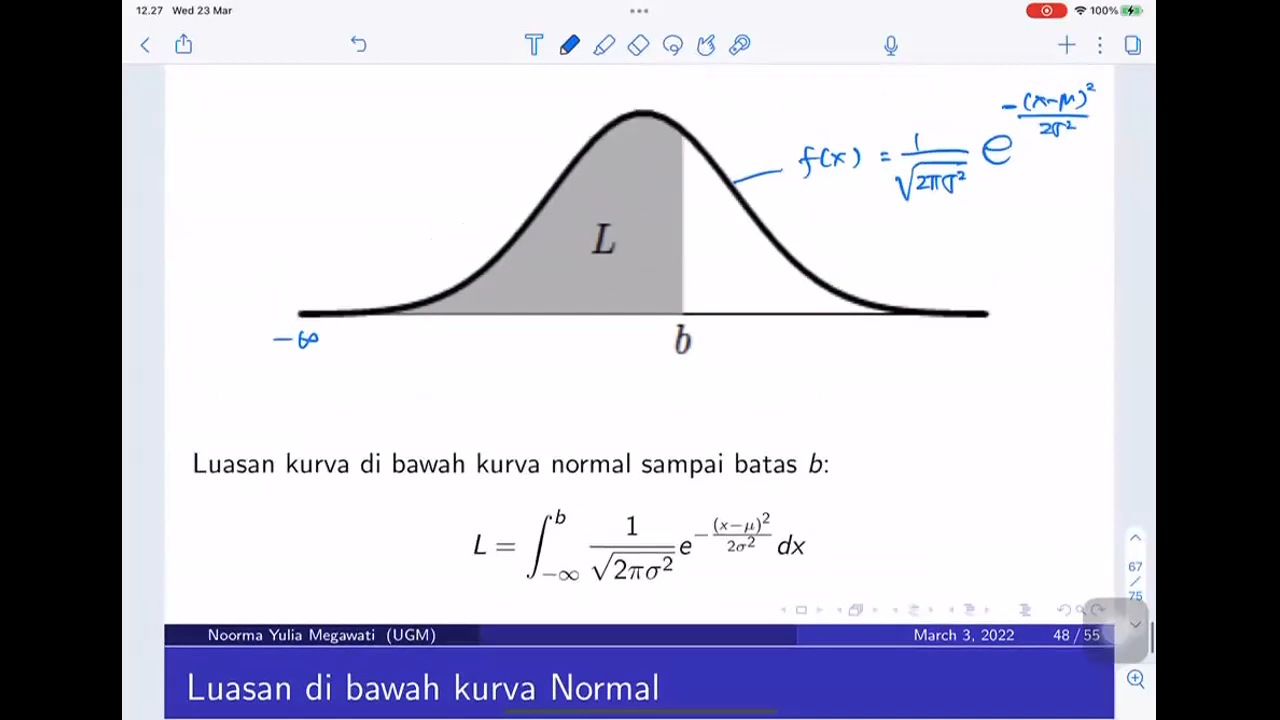 12.27 Wed 23 Mar
100%
f(x) = 1/√(2πσ²) e^(-(x-μ)²/2σ²)
L
-∞
b
Luasan kurva di bawah kurva normal sampai batas b:
L = ∫_{-∞}^{b} 1/√(2πσ²) e^(-(x-μ)²/2σ²) dx
67
/
75
Noorma Yulia Megawati (UGM) March 3, 2022 48 / 55
Luasan di bawah kurva Normal